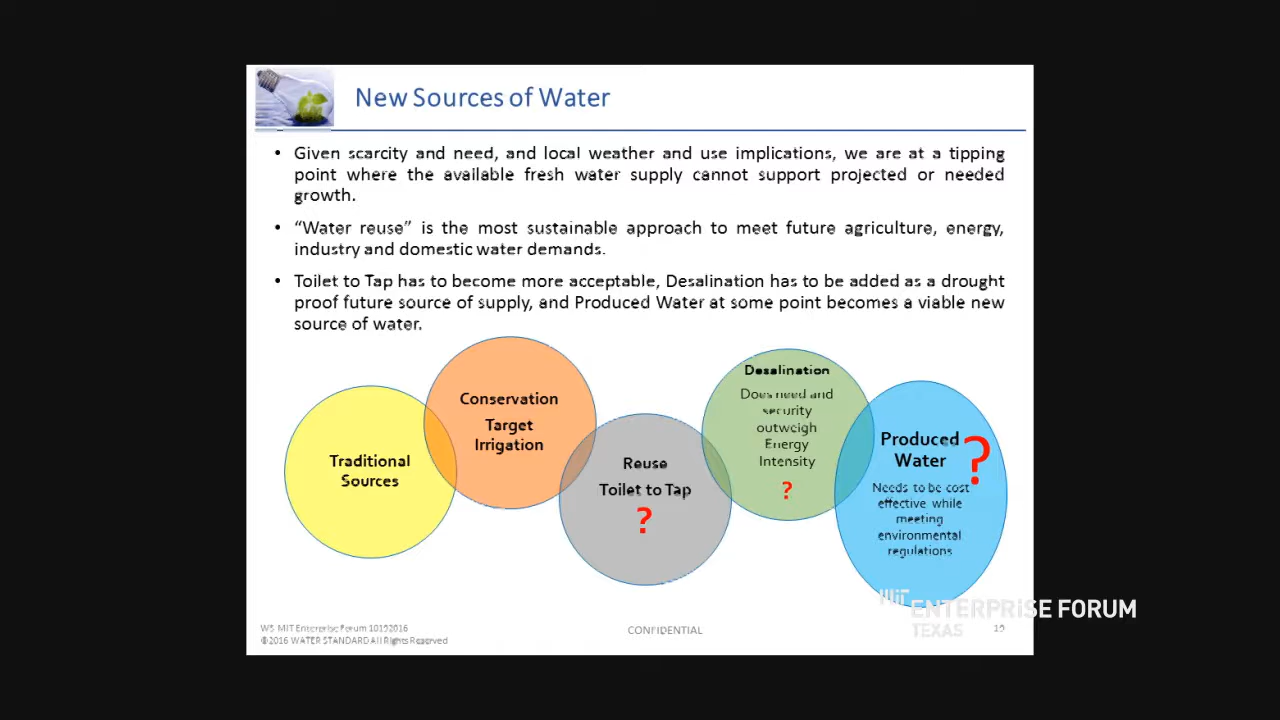 New Sources of Water
• Given scarcity and need, and local weather and use implications, we are at a tipping
point where the available fresh water supply cannot support projected or needed
growth.
• “Water reuse” is the most sustainable approach to meet future agriculture, energy,
industry and domestic water demands.
• Toilet to Tap has to become more acceptable, Desalination has to be added as a drought
proof future source of supply, and Produced Water at some point becomes a viable new
source of water.
Traditional
Sources
Conservation
Target
Irrigation
Reuse
Toilet to Tap
?
Desalination
Does need and
security
outweigh
Energy
Intensity
?
Produced
Water
?
Needs to be cost
effective while
meeting
environmental
regulations
WS MIT Enterprise Forum 10192016
©2016 WATER STANDARD All Rights Reserved
CONFIDENTIAL
19
MIT
ENTERPRISE FORUM
TEXAS